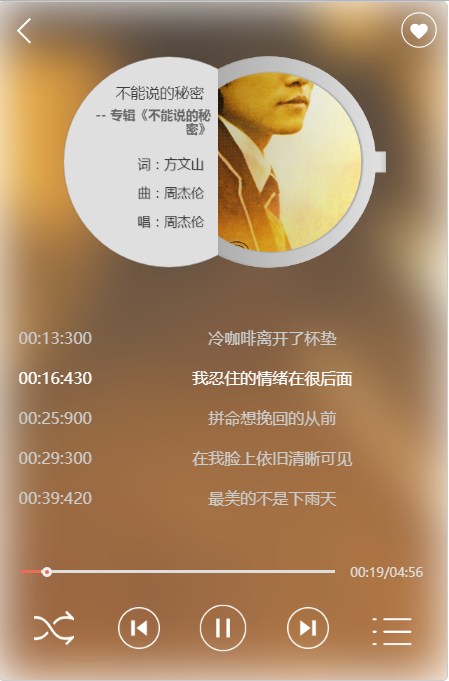 不能说的秘密
-- 专辑《不能说的秘
密》
词：方文山
曲：周杰伦
唱：周杰伦
00:13:300 冷咖啡离开了杯垫
00:16:430 我忍住的情绪在很后面
00:25:900 拼命想挽回的从前
00:29:300 在我脸上依旧清晰可见
00:39:420 最美的不是下雨天
00:19/04:56